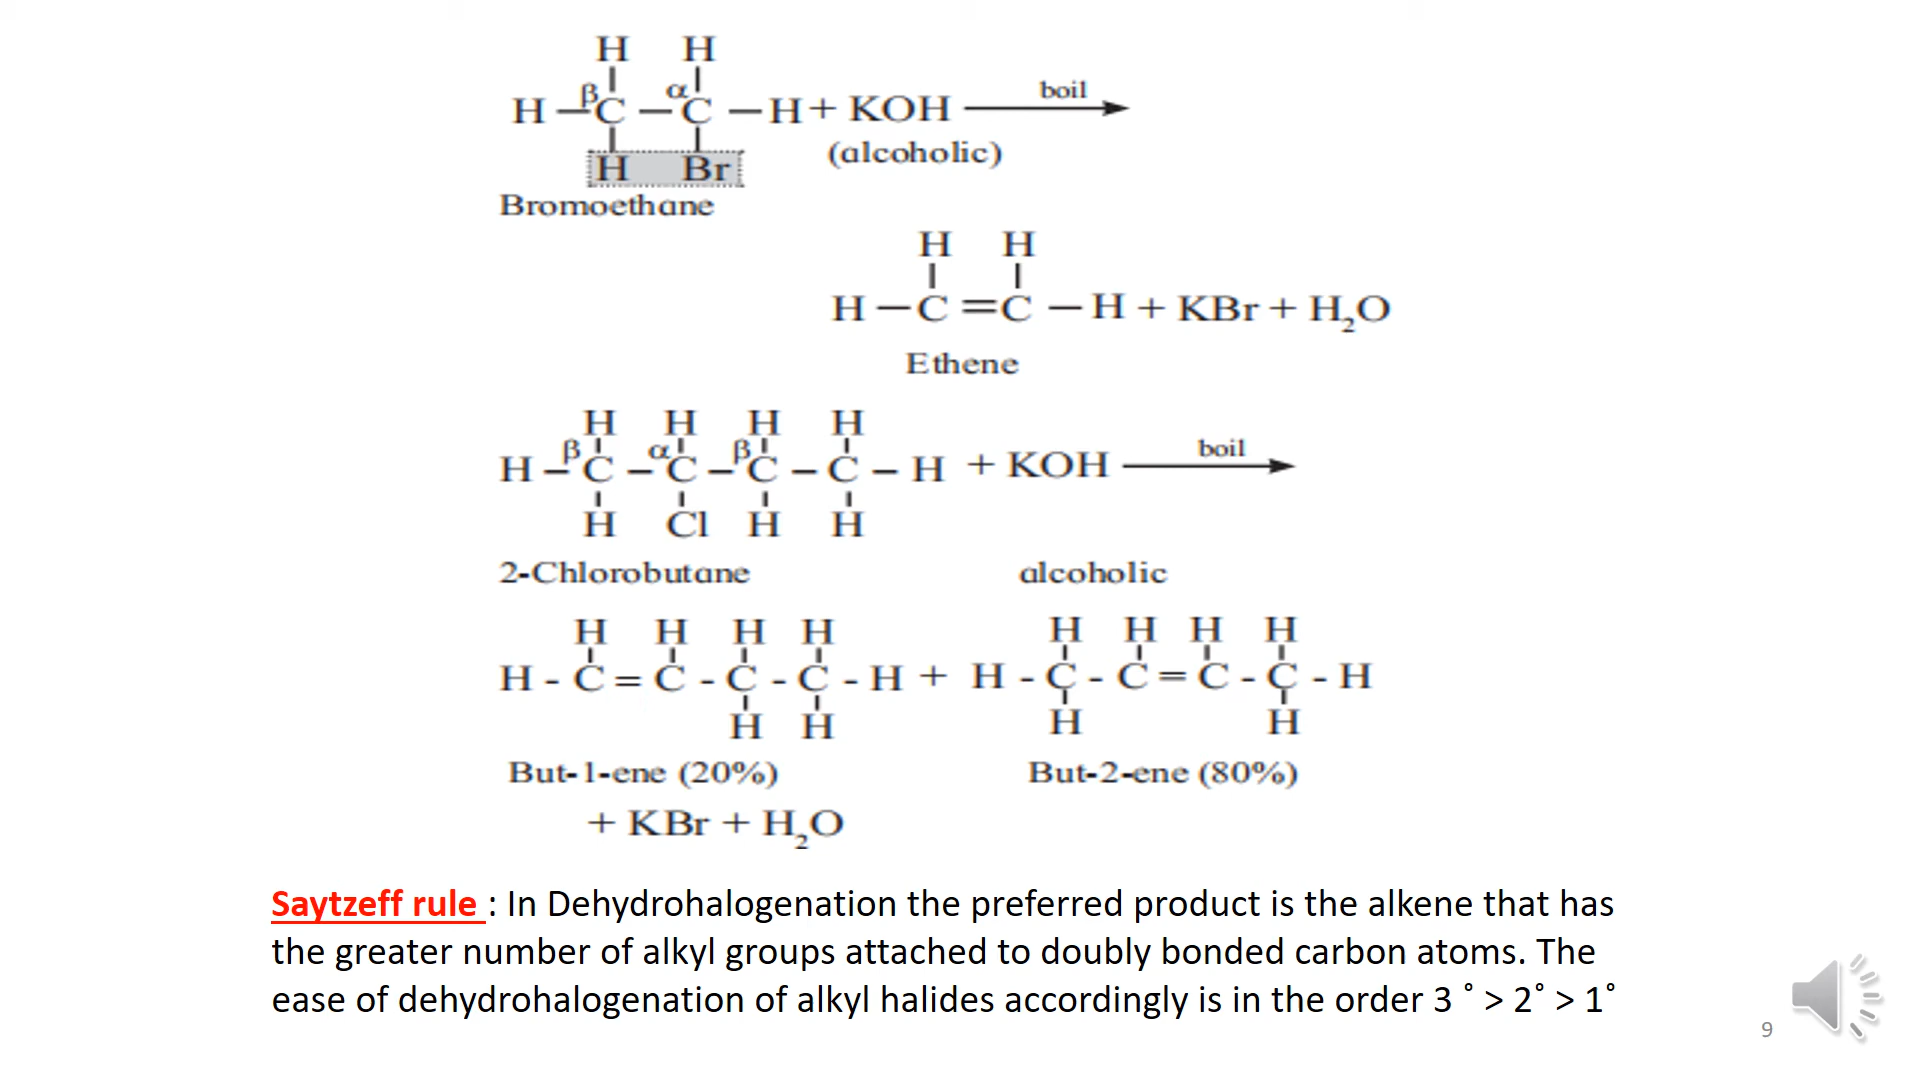 H H
H – βC – αC – H + KOH boil
H Br (alcoholic)
Bromoethane
H H
H – C = C – H + KBr + H₂O
Ethene
H H H H
H – βC – αC – βC – C – H + KOH boil
H Cl H H
2-Chlorobutane alcoholic
H H H H H H H H
H - C = C - C - C - H + H - C - C = C - C - H
H H H H
But-1-ene (20%) But-2-ene (80%)
+ KBr + H₂O
Saytzeff rule : In Dehydrohalogenation the preferred product is the alkene that has
the greater number of alkyl groups attached to doubly bonded carbon atoms. The
ease of dehydrohalogenation of alkyl halides accordingly is in the order 3 ˚ > 2˚ > 1˚
9